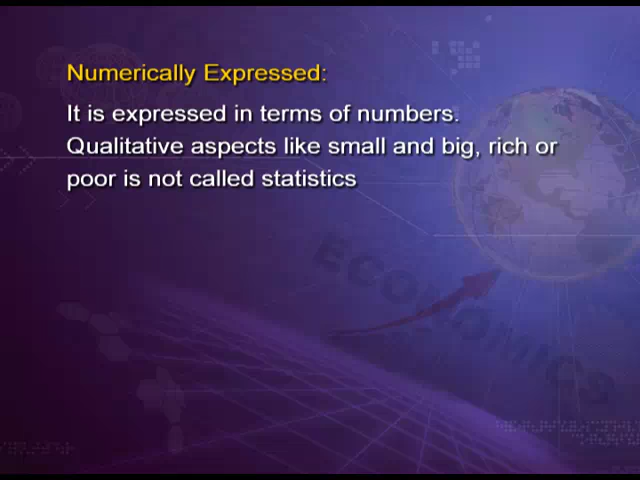 Numerically Expressed:
It is expressed in terms of numbers.
Qualitative aspects like small and big, rich or
poor is not called statistics
ECONOMICS